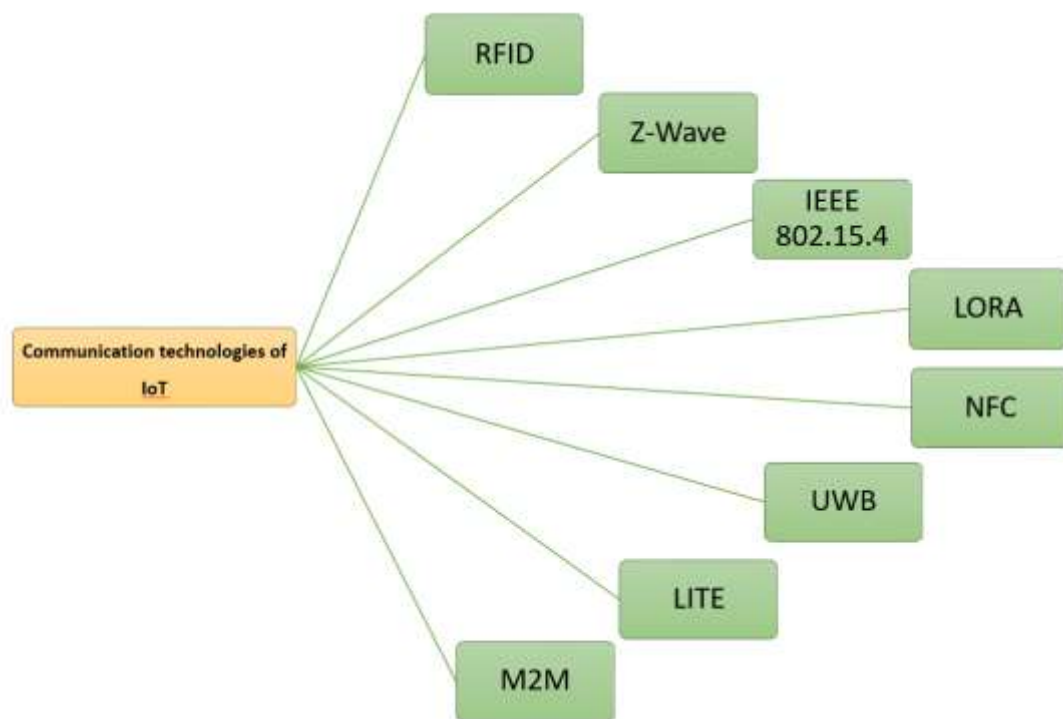 RFID
Z-Wave
IEEE
802.15.4
LORA
Communication technologies of
IoT
NFC
UWB
LITE
M2M